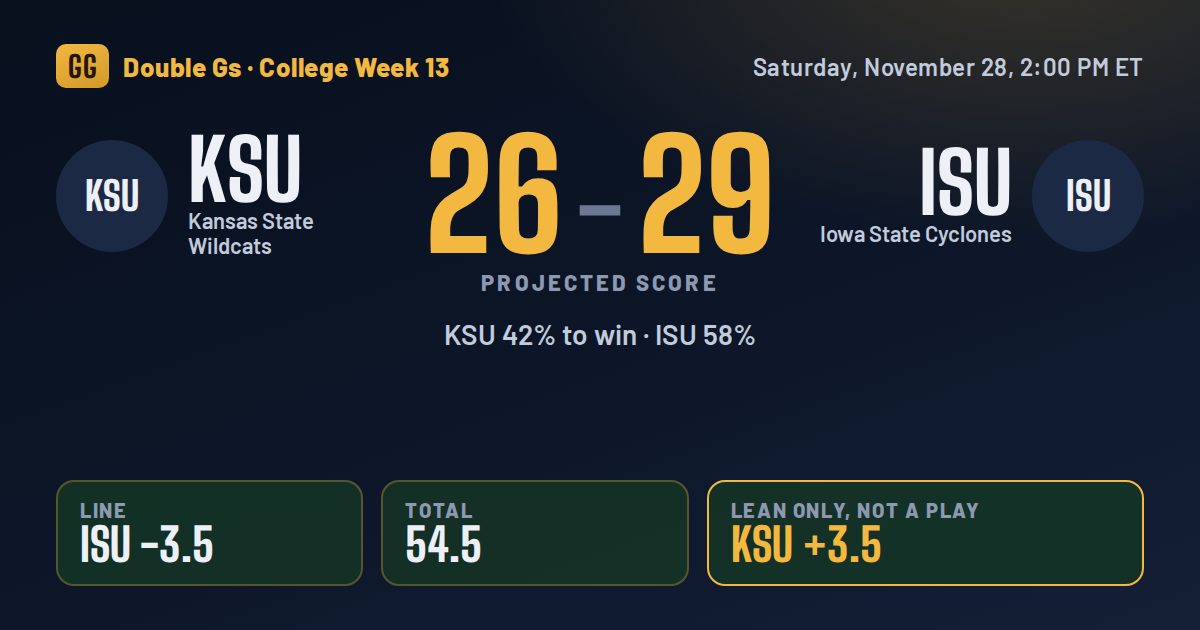 GG Double Gs · College Week 13
Saturday, November 28, 2:00 PM ET
KSU
KSU
Kansas State
Wildcats
26 – 29
PROJECTED SCORE
KSU 42% to win · ISU 58%
ISU
Iowa State Cyclones
ISU
LINE
ISU −3.5
TOTAL
54.5
LEAN ONLY, NOT A PLAY
KSU +3.5